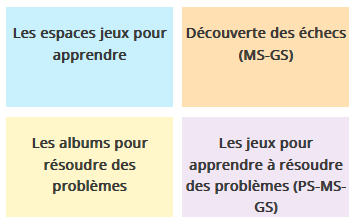 Les espaces jeux pour
apprendre
Découverte des échecs
(MS-GS)
Les albums pour
résoudre des
problèmes
Les jeux pour
apprendre à résoudre
des problèmes (PS-MS-
GS)